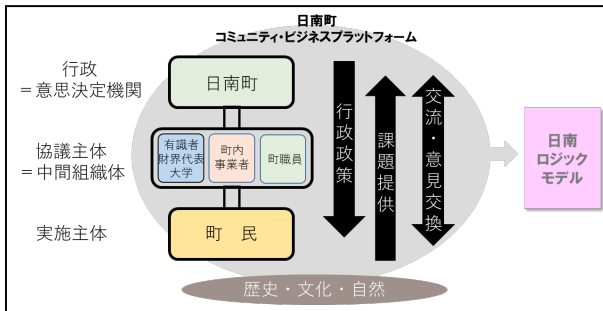 日南町
コミュニティ・ビジネスプラットフォーム
行政
＝意思決定機関
日南町
協議主体
＝中間組織体
有識者
財界代表
大学
町内
事業者
町職員
実施主体
町　民
行政政策
課題提供
交流・意見交換
日南
ロジック
モデル
歴史・文化・自然